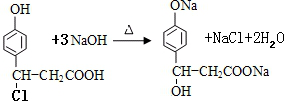 OH
ONa
+3NaOH △ +NaCl+2H₂O
CH—CH₂—COOH
CH—CH₂—COONa
Cl
OH